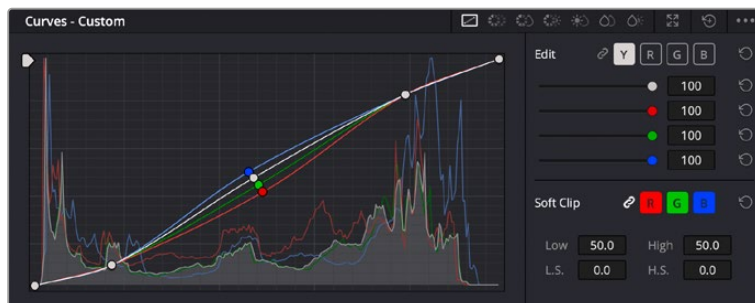 Curves - Custom
Edit Y R G B
100
100
100
100
Soft Clip R G B
Low 50.0 High 50.0
L.S. 0.0 H.S. 0.0